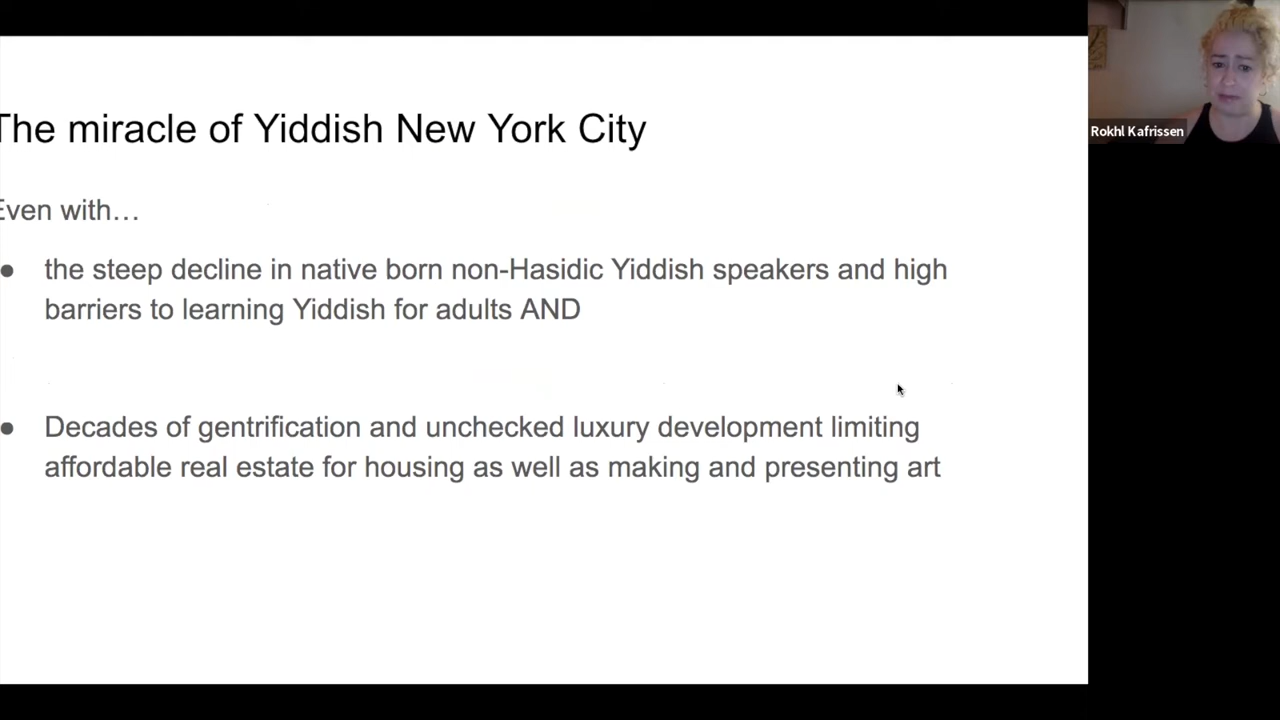 The miracle of Yiddish New York City
Rokhl Kafrissen
Even with…
● the steep decline in native born non-Hasidic Yiddish speakers and high
barriers to learning Yiddish for adults AND
● Decades of gentrification and unchecked luxury development limiting
affordable real estate for housing as well as making and presenting art